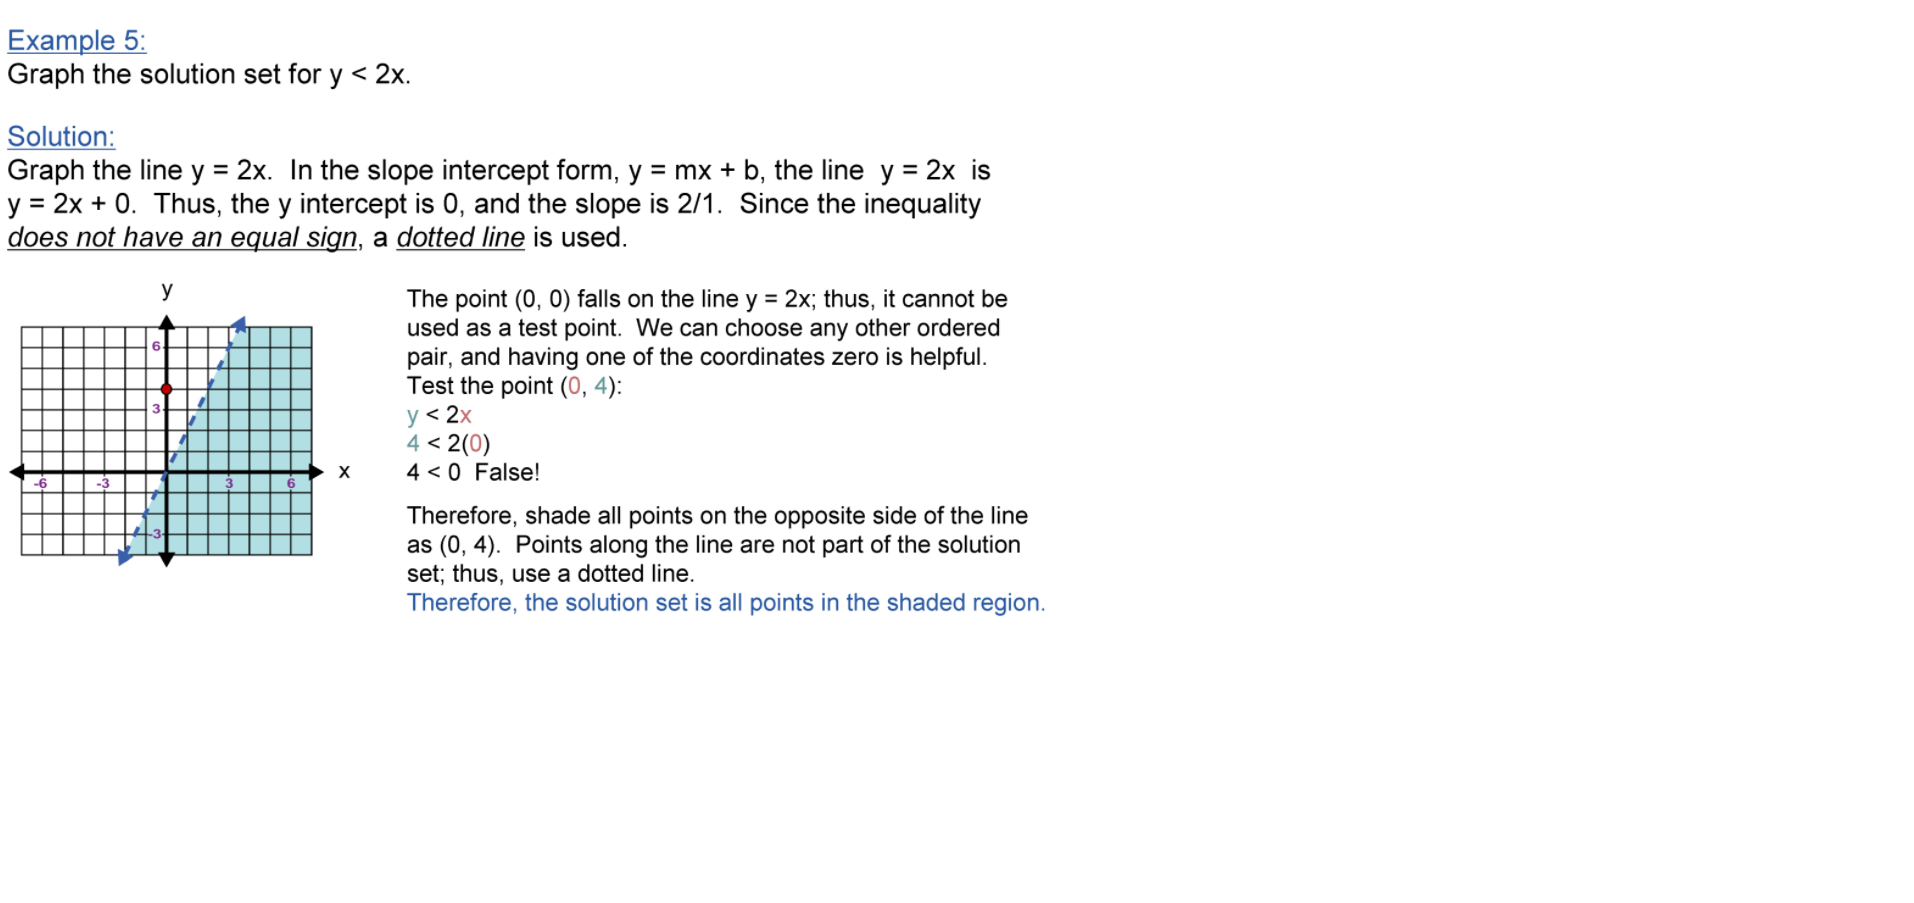 Example 5:
Graph the solution set for y < 2x.
Solution:
Graph the line y = 2x. In the slope intercept form, y = mx + b, the line y = 2x is
y = 2x + 0. Thus, the y intercept is 0, and the slope is 2/1. Since the inequality
does not have an equal sign, a dotted line is used.
y
6
3
-6 -3 3 6
x
-3
The point (0, 0) falls on the line y = 2x; thus, it cannot be
used as a test point. We can choose any other ordered
pair, and having one of the coordinates zero is helpful.
Test the point (0, 4):
y < 2x
4 < 2(0)
4 < 0 False!
Therefore, shade all points on the opposite side of the line
as (0, 4). Points along the line are not part of the solution
set; thus, use a dotted line.
Therefore, the solution set is all points in the shaded region.